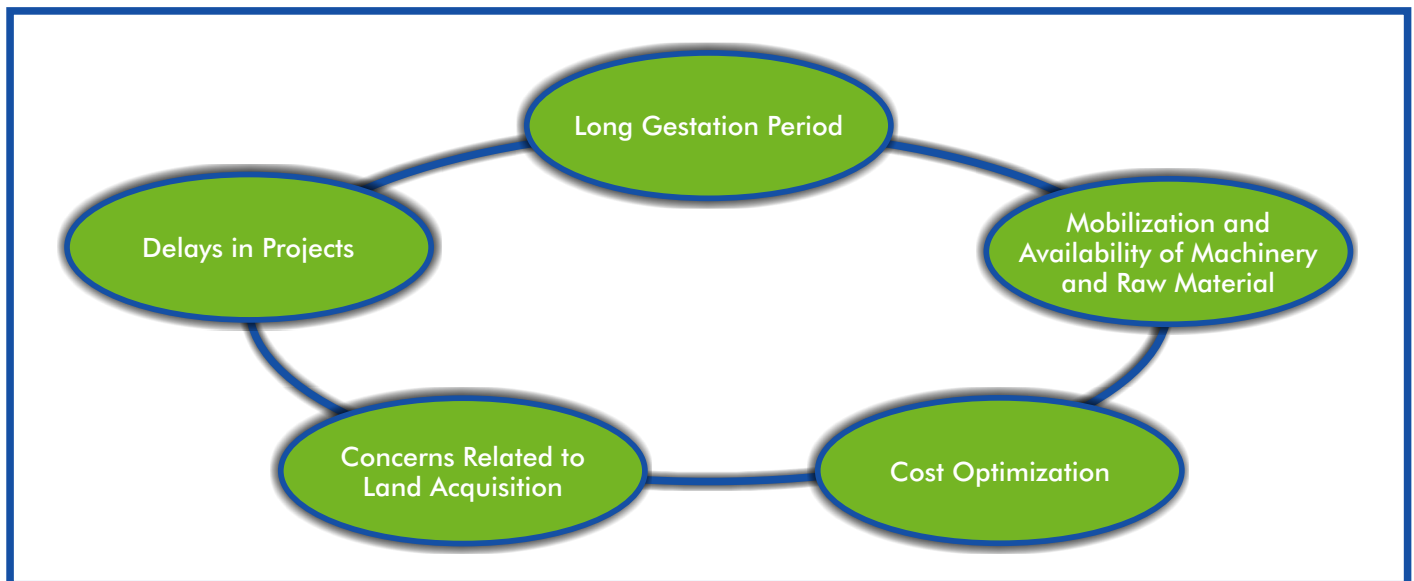 Long Gestation Period
Delays in Projects
Mobilization and
Availability of Machinery
and Raw Material
Concerns Related to
Land Acquisition
Cost Optimization